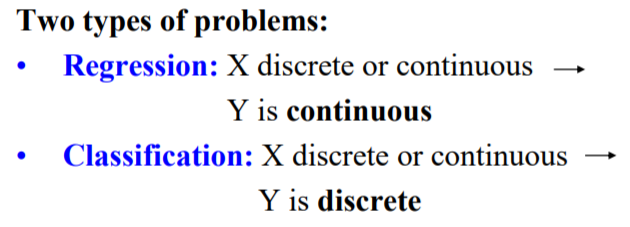 Two types of problems:
• Regression: X discrete or continuous →
Y is continuous
• Classification: X discrete or continuous →
Y is discrete